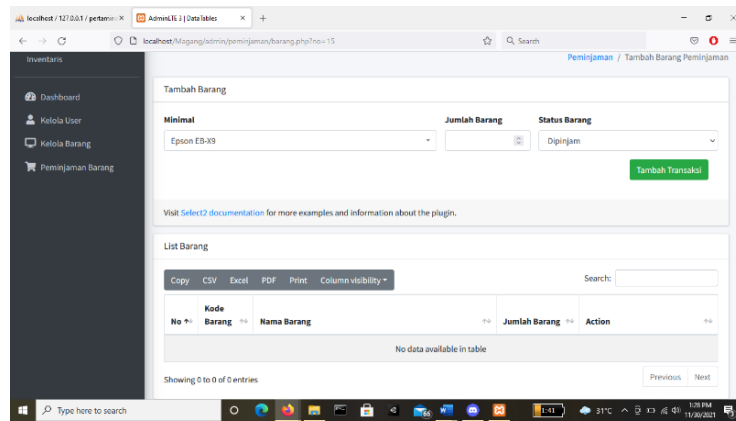 localhost / 127.0.0.1 / pertamin
AdminLTE 3 | DataTables
localhost/Magang/admin/peminjaman/barang.php?no=15
Search
Inventaris
Dashboard
Kelola User
Kelola Barang
Peminjaman Barang
Peminjaman / Tambah Barang Peminjaman
Tambah Barang
Minimal Jumlah Barang Status Barang
Epson EB-X9 Dipinjam
Tambah Transaksi
Visit Select2 documentation for more examples and information about the plugin.
List Barang
Copy CSV Excel PDF Print Column visibility Search:
No Kode Barang Nama Barang Jumlah Barang Action
No data available in table
Showing 0 to 0 of 0 entries Previous Next
Type here to search 1:41 31°C 1:28 PM
11/30/2021